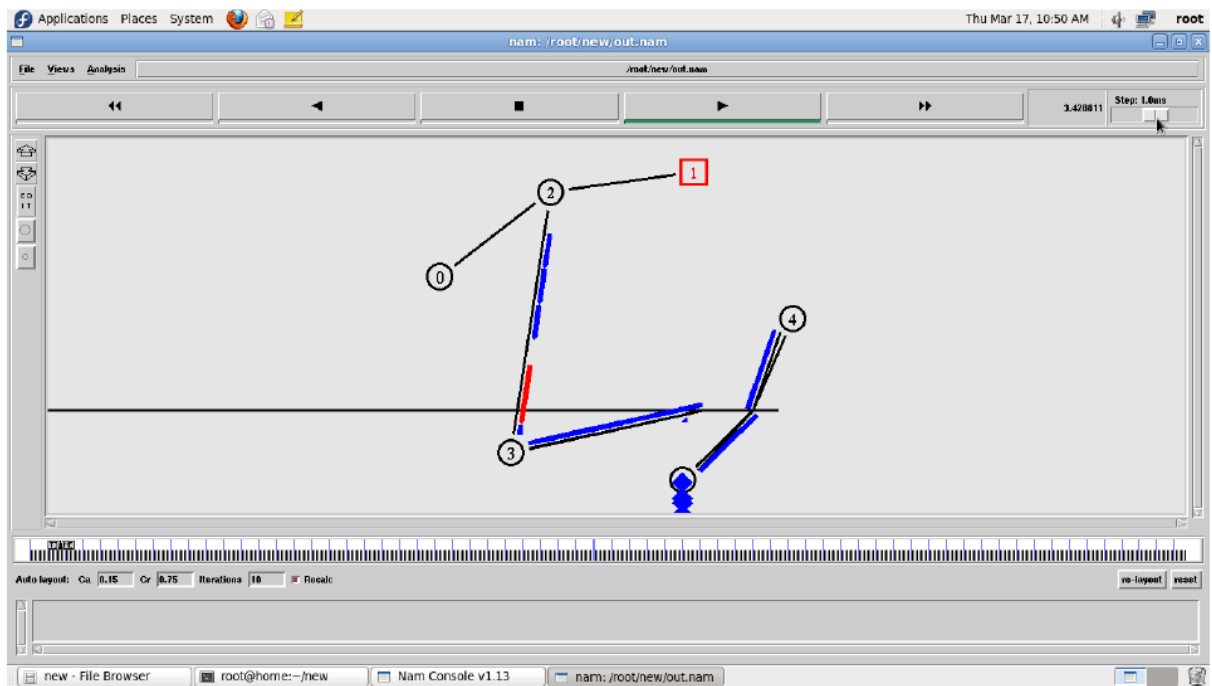 Applications Places System Thu Mar 17, 10:50 AM root
nam: /root/new/out.nam
File Views Analysis /root/new/out.nam
3.428811 Step: 1.0ms
1
2
ED
IT
0
4
3
Auto layout: Ca 0.15 Cr 0.75 Iterations 10 Recalc re-layout reset
new - File Browser root@home:~/new Nam Console v1.13 nam: /root/new/out.nam